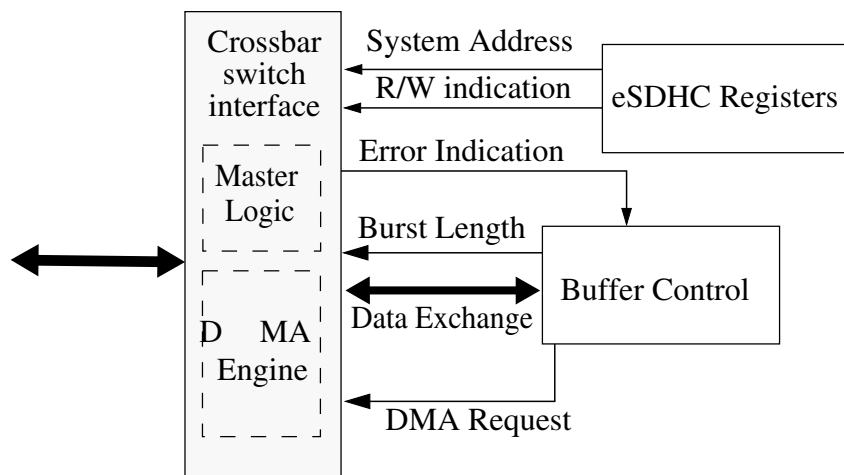 Crossbar
switch
interface
System Address
R/W indication
eSDHC Registers
Error Indication
Master
Logic
Burst Length
Buffer Control
Data Exchange
D MA
Engine
DMA Request